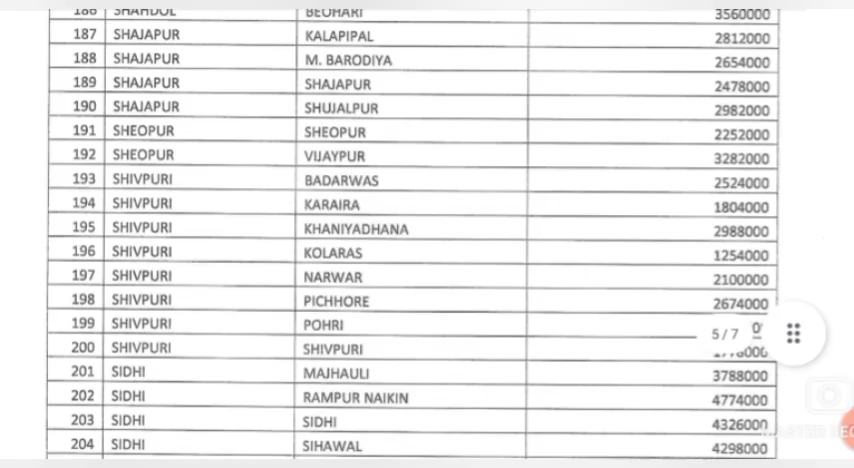 186 SHAHDOL BEOHARI 3560000
187 SHAJAPUR KALAPIPAL 2812000
188 SHAJAPUR M. BARODIYA 2654000
189 SHAJAPUR SHAJAPUR 2478000
190 SHAJAPUR SHUJALPUR 2982000
191 SHEOPUR SHEOPUR 2252000
192 SHEOPUR VIJAYPUR 3282000
193 SHIVPURI BADARWAS 2524000
194 SHIVPURI KARAIRA 1804000
195 SHIVPURI KHANIYADHANA 2988000
196 SHIVPURI KOLARAS 1254000
197 SHIVPURI NARWAR 2100000
198 SHIVPURI PICHHORE 2674000
199 SHIVPURI POHRI
5/7
200 SHIVPURI SHIVPURI
201 SIDHI MAJHAULI 3788000
202 SIDHI RAMPUR NAIKIN 4774000
203 SIDHI SIDHI 4326000
204 SIDHI SIHAWAL 4298000